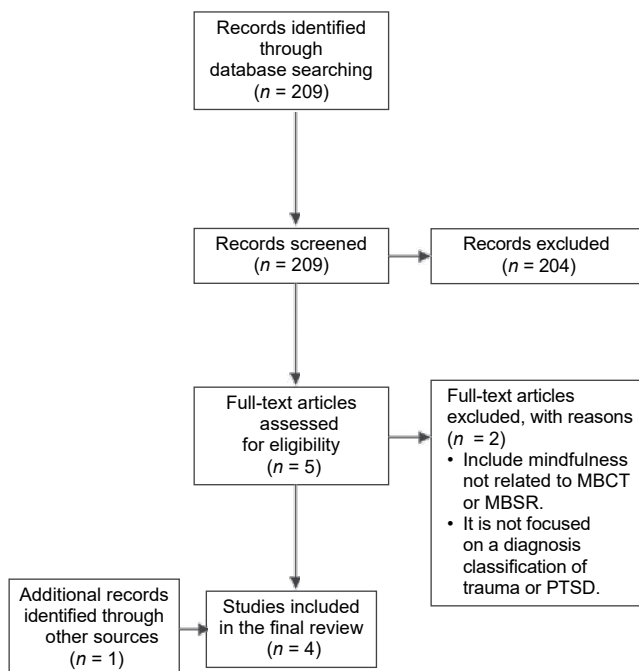 Records identified
through
database searching
(n = 209)
Records screened
(n = 209)
Records excluded
(n = 204)
Full-text articles
assessed
for eligibility
(n = 5)
Full-text articles
excluded, with reasons
(n = 2)
• Include mindfulness
not related to MBCT
or MBSR.
• It is not focused
on a diagnosis
classification of
trauma or PTSD.
Additional records
identified through
other sources
(n = 1)
Studies included
in the final review
(n = 4)